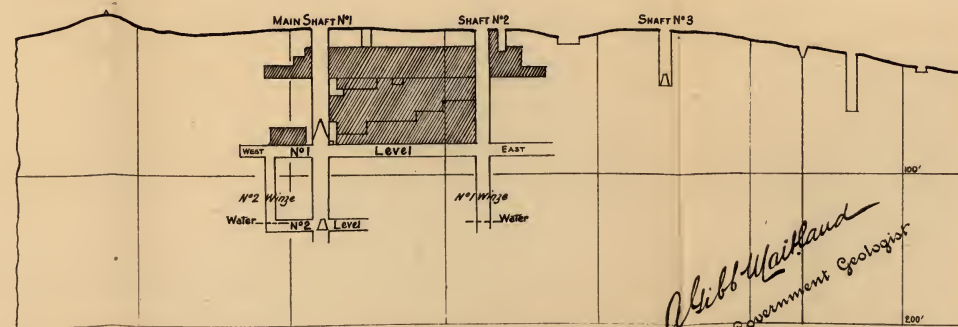 MAIN SHAFT Nº1 SHAFT Nº2 SHAFT Nº3
WEST Nº1 Level EAST
100'
Nº2 Winze Nº1 Winze
Water Nº2 Level Water
A Gibb Maitland
Government Geologist
200'